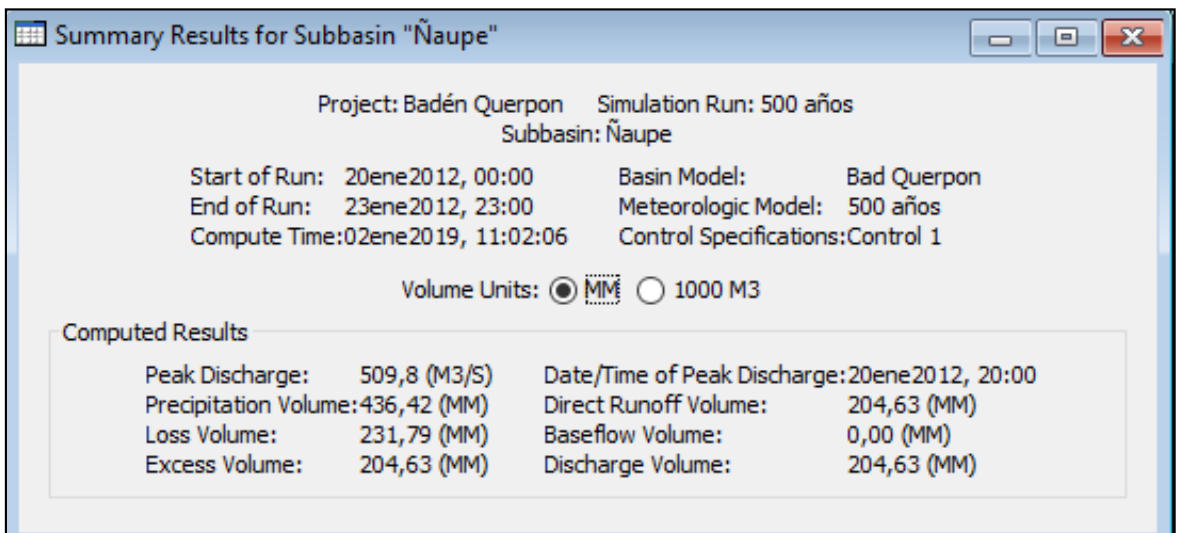 Summary Results for Subbasin "Ñaupe"
Project: Badén Querpon Simulation Run: 500 años
Subbasin: Ñaupe
Start of Run: 20ene2012, 00:00 Basin Model: Bad Querpon
End of Run: 23ene2012, 23:00 Meteorologic Model: 500 años
Compute Time:02ene2019, 11:02:06 Control Specifications:Control 1
Volume Units: MM 1000 M3
Computed Results
Peak Discharge: 509,8 (M3/S) Date/Time of Peak Discharge:20ene2012, 20:00
Precipitation Volume:436,42 (MM) Direct Runoff Volume: 204,63 (MM)
Loss Volume: 231,79 (MM) Baseflow Volume: 0,00 (MM)
Excess Volume: 204,63 (MM) Discharge Volume: 204,63 (MM)